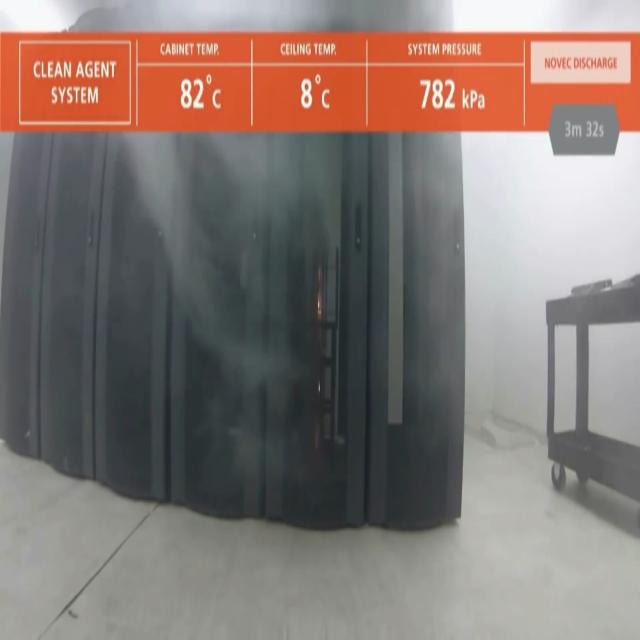 CLEAN AGENT
SYSTEM
CABINET TEMP.
82°C
CEILING TEMP.
8°C
SYSTEM PRESSURE
782 kPa
NOVEC DISCHARGE
3m 32s